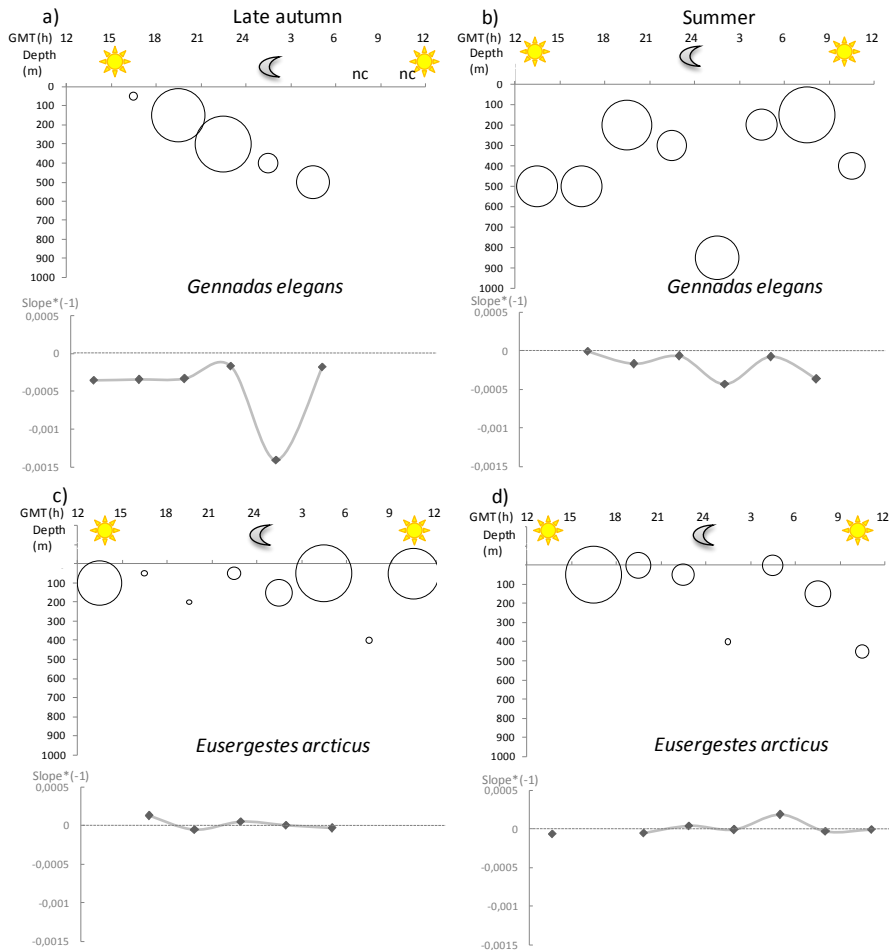 a) Late autumn
GMT(h) 12 15 18 21 24 3 6 9 12
Depth (m)
nc nc
0
100
200
300
400
500
600
700
800
900
1000
Gennadas elegans
Slope*(-1)
0,0005
0
-0,0005
-0,001
-0,0015
b) Summer
GMT(h) 12 15 18 21 24 3 6 9 12
Depth (m)
0
100
200
300
400
500
600
700
800
900
1000
Gennadas elegans
Slope*(-1)
0,0005
0
-0,0005
-0,001
-0,0015
c)
GMT(h) 12 15 18 21 24 3 6 9 12
Depth (m)
100
200
300
400
500
600
700
800
900
1000
Eusergestes arcticus
Slope*(-1)
0,0005
0
-0,0005
-0,001
-0,0015
d)
GMT(h) 12 15 18 21 24 3 6 9 12
Depth (m)
100
200
300
400
500
600
700
800
900
1000
Eusergestes arcticus
Slope*(-1)
0,0005
0
-0,0005
-0,001
-0,0015